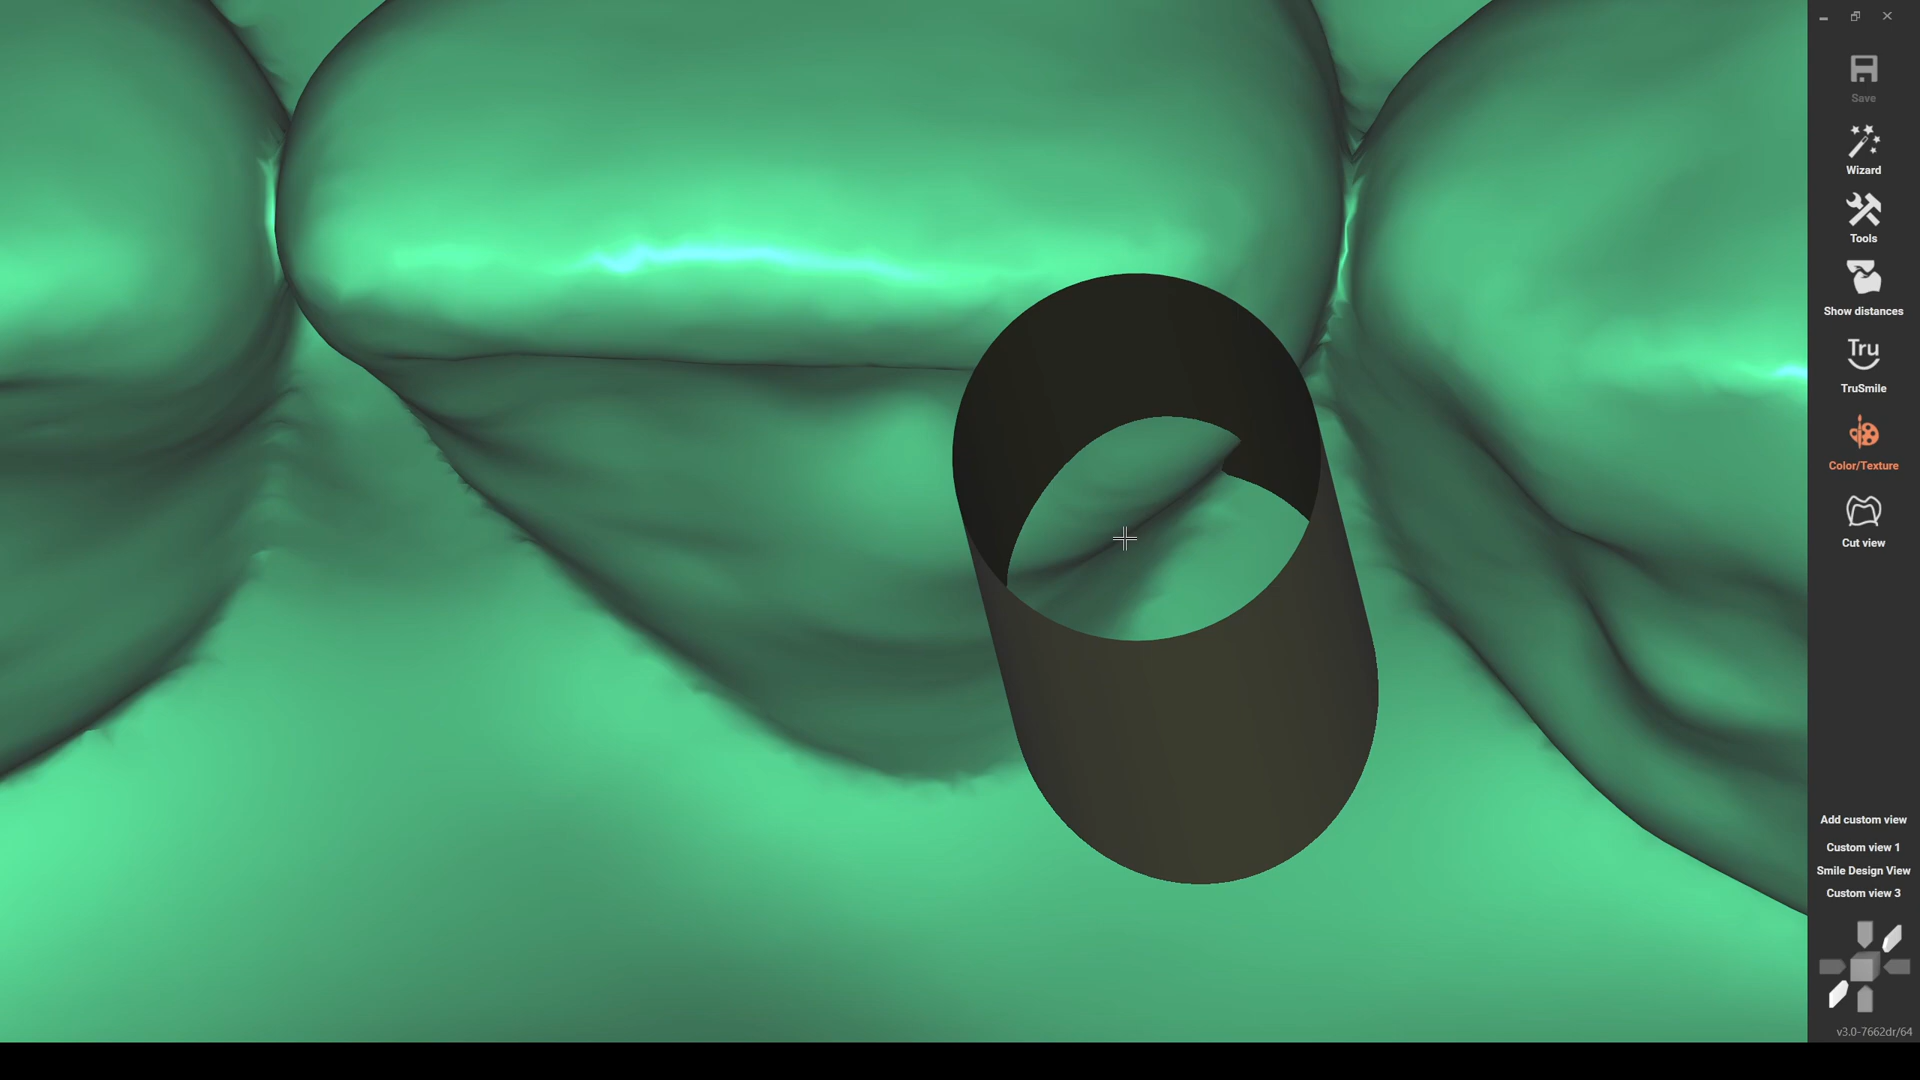 Save
Wizard
Tools
Show distances
Tru
TruSmile
Color/Texture
Cut view
Add custom view
Custom view 1
Smile Design View
Custom view 3
v3.0-7662dr/64